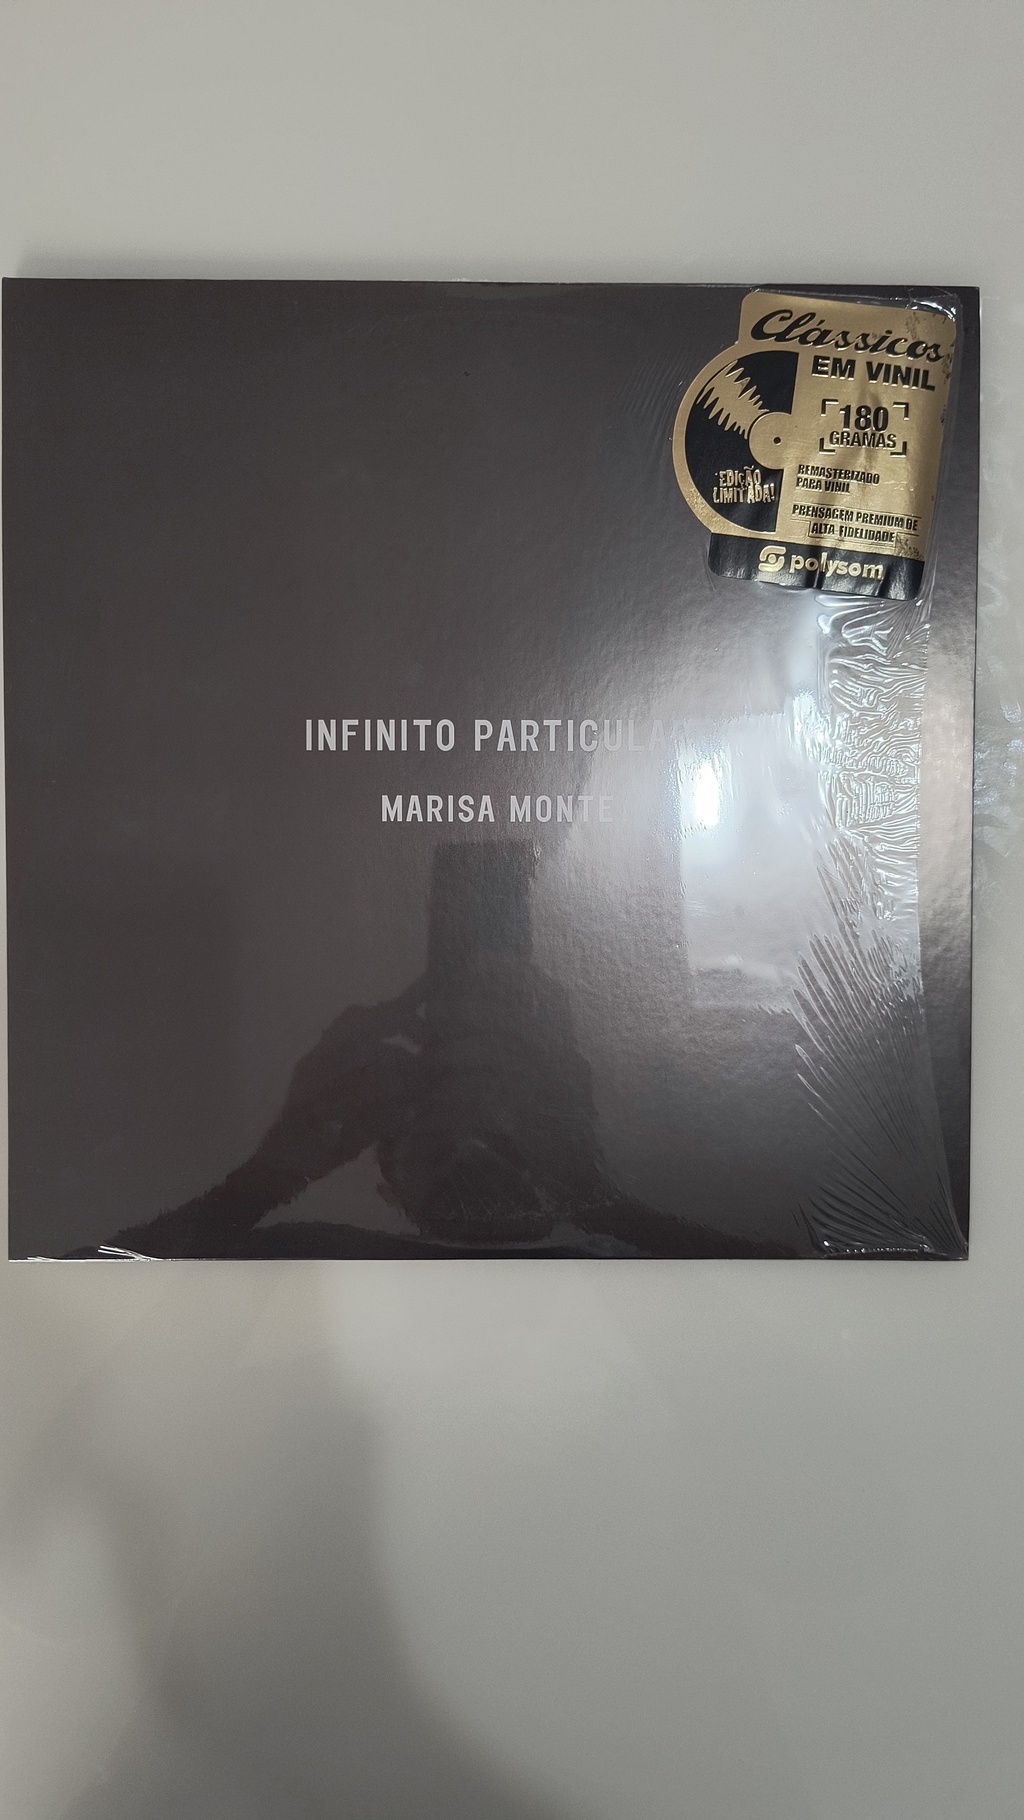 Clássicos
EM VINIL
180
GRAMAS
EDIÇÃO
LIMITADA!
REMASTERIZADO
PARA VINIL
PRENSAGEM PREMIUM DE
ALTA FIDELIDADE
polysom
INFINITO PARTICULAR
MARISA MONTE